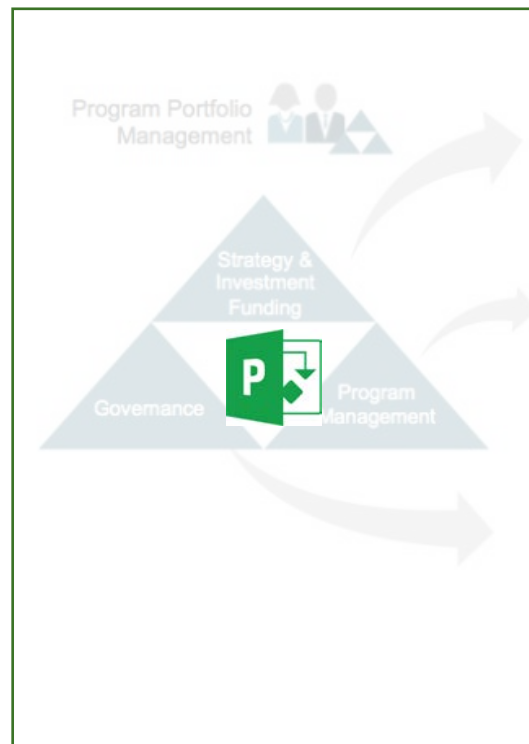 Program Portfolio
Management
Strategy &
Investment
Funding
P
Governance
Program
Management